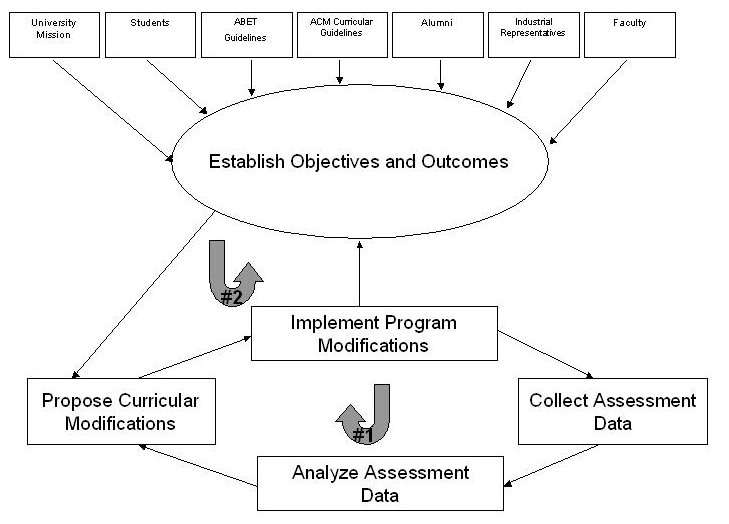 University
Mission
Students
ABET
Guidelines
ACM Curricular
Guidelines
Alumni
Industrial
Representatives
Faculty
Establish Objectives and Outcomes
#2
Implement Program
Modifications
Propose Curricular
Modifications
Collect Assessment
Data
#1
Analyze Assessment
Data